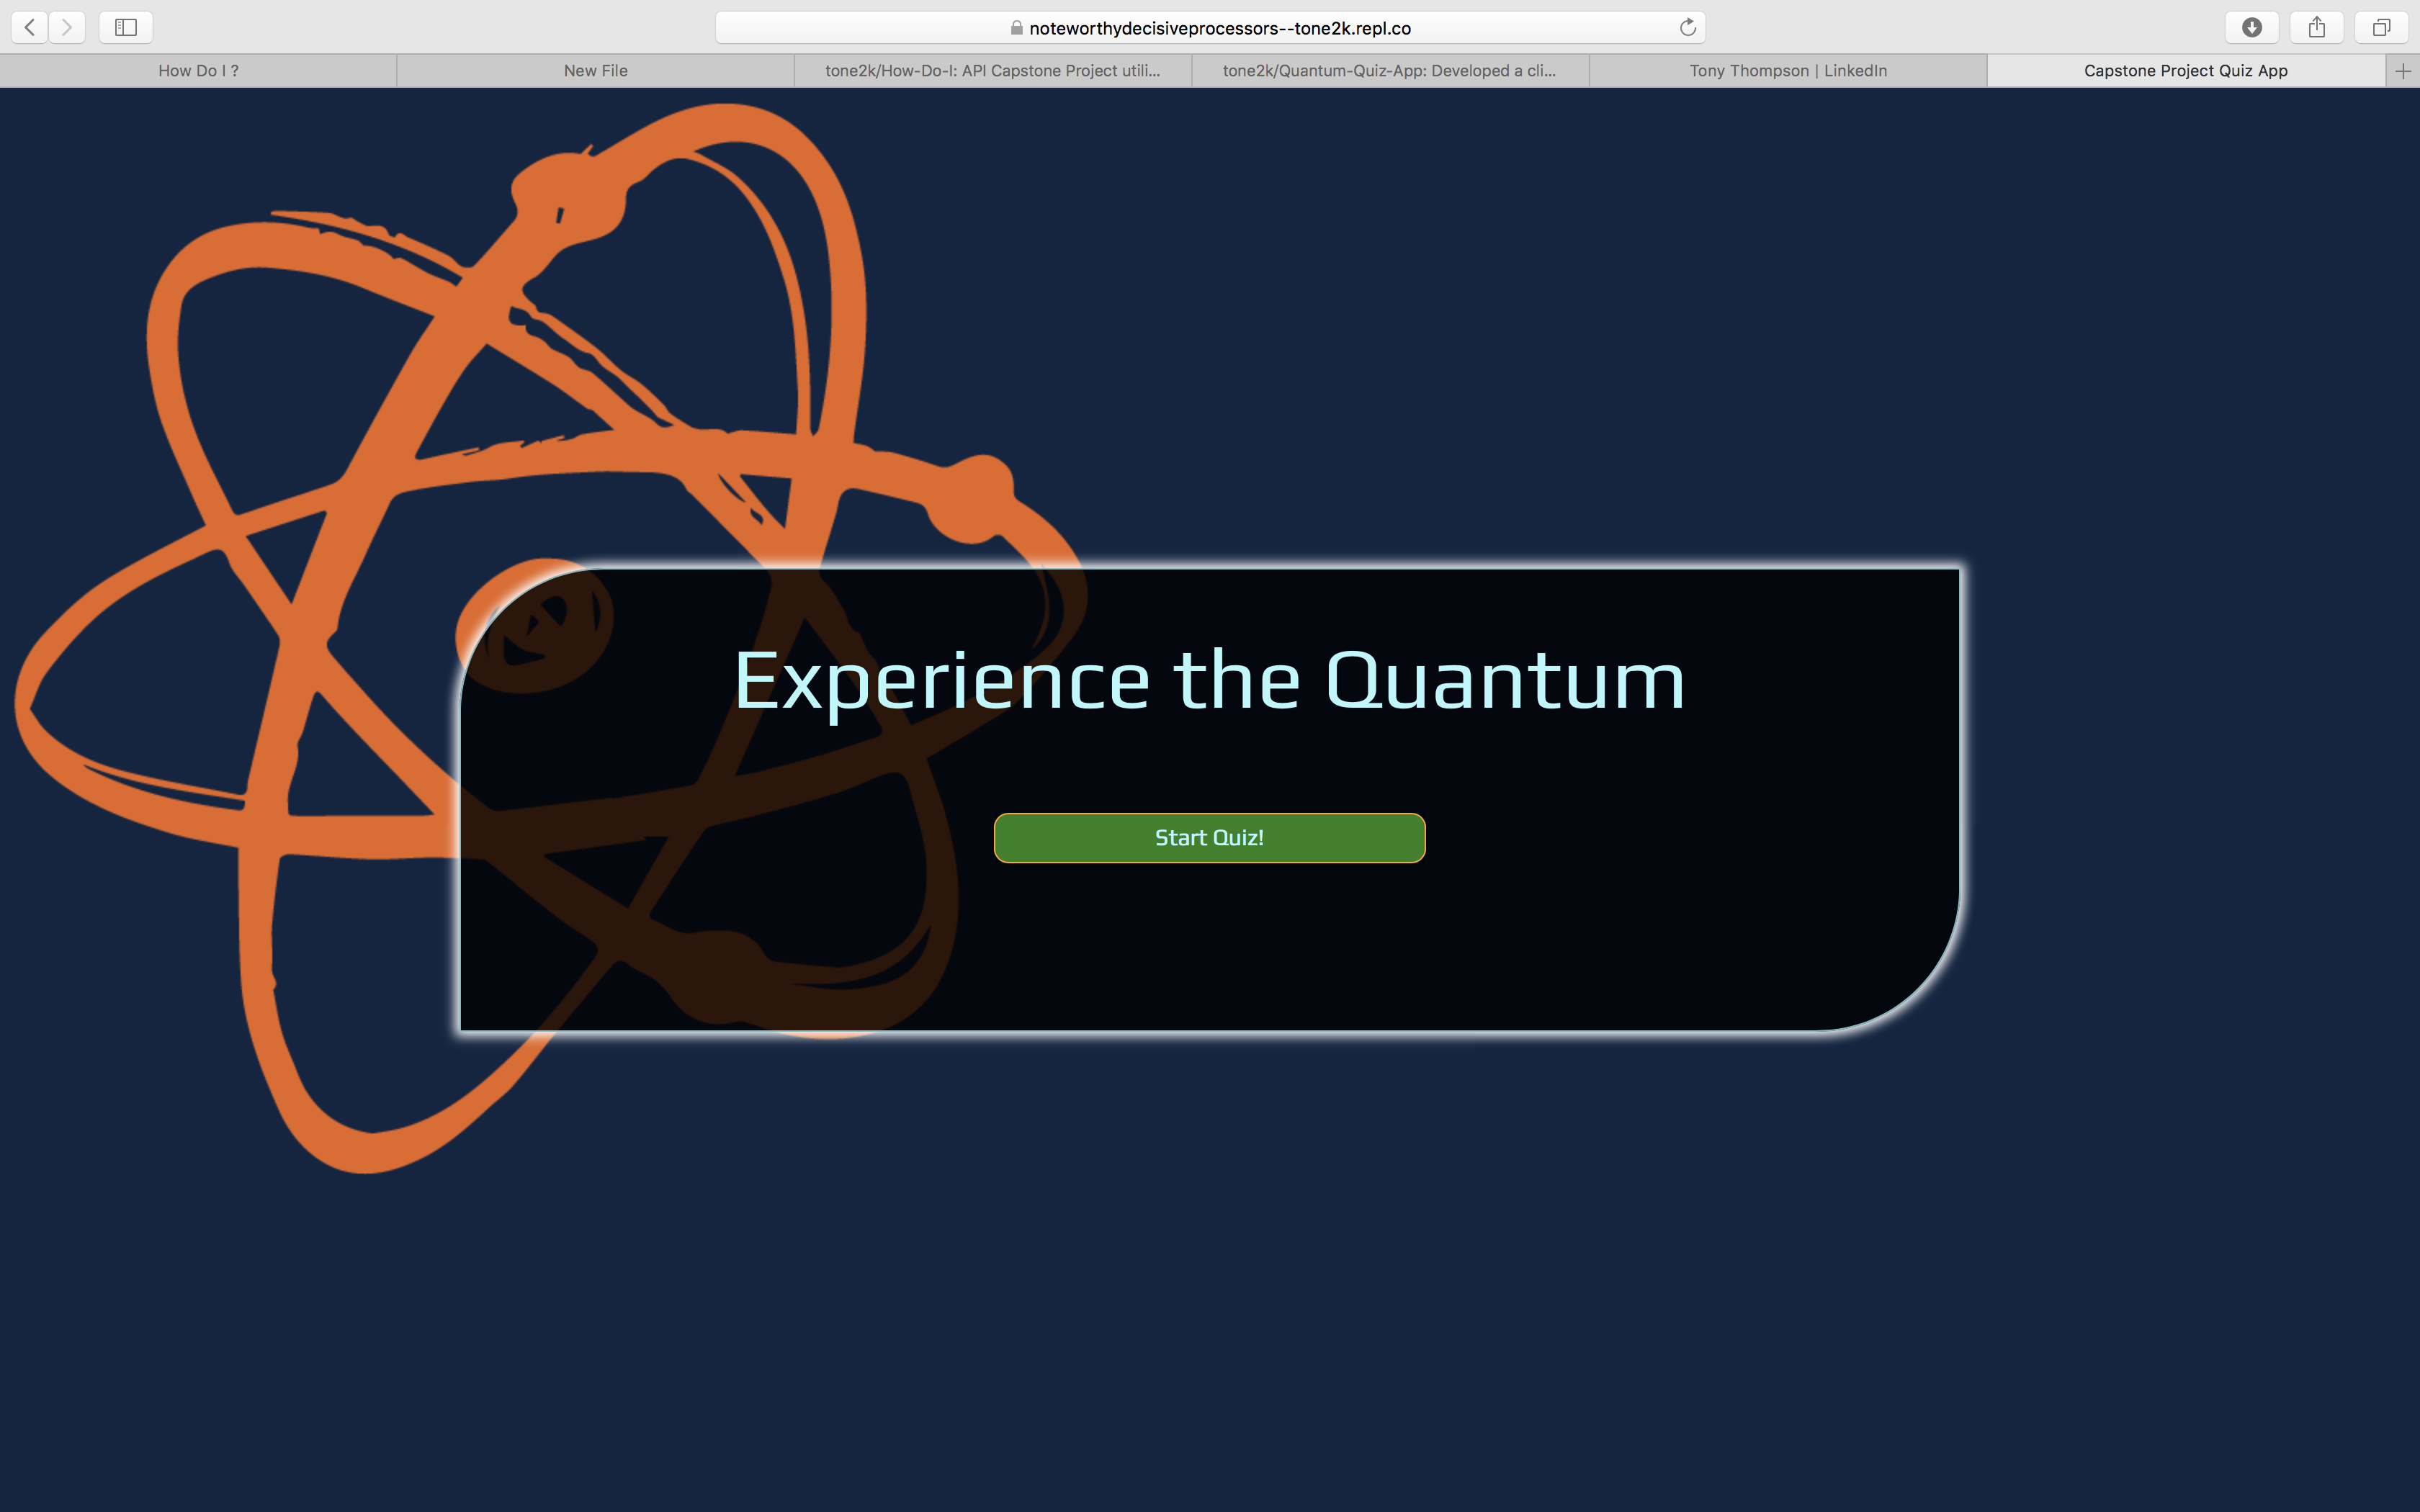 noteworthydecisiveprocessors--tone2k.repl.co
How Do I ?
New File
tone2k/How-Do-I: API Capstone Project utili...
tone2k/Quantum-Quiz-App: Developed a cli...
Tony Thompson | LinkedIn
Capstone Project Quiz App
Experience the Quantum
Start Quiz!